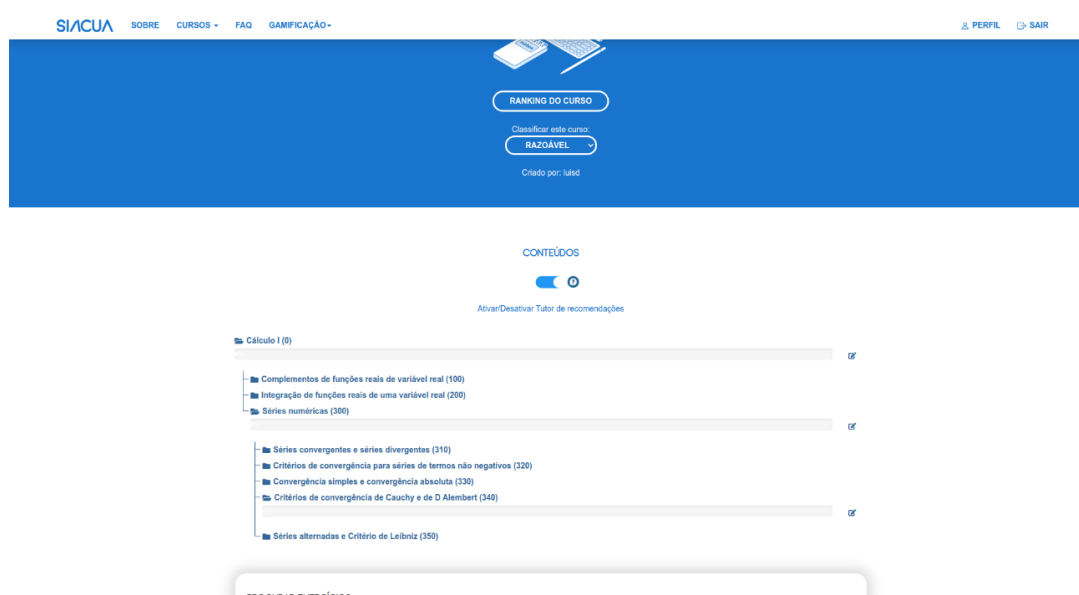 SIACUA SOBRE CURSOS FAQ GAMIFICAÇÃO PERFIL SAIR
RANKING DO CURSO
Classificar este curso:
RAZOÁVEL
Criado por: luisd
CONTEÚDOS
Ativar/Desativar Tutor de recomendações
Cálculo I (0)
Complementos de funções reais de variável real (100)
Integração de funções reais de uma variável real (200)
Séries numéricas (300)
Séries convergentes e séries divergentes (310)
Critérios de convergência para séries de termos não negativos (320)
Convergência simples e convergência absoluta (330)
Critérios de convergência de Cauchy e de D Alembert (340)
Séries alternadas e Critério de Leibniz (350)